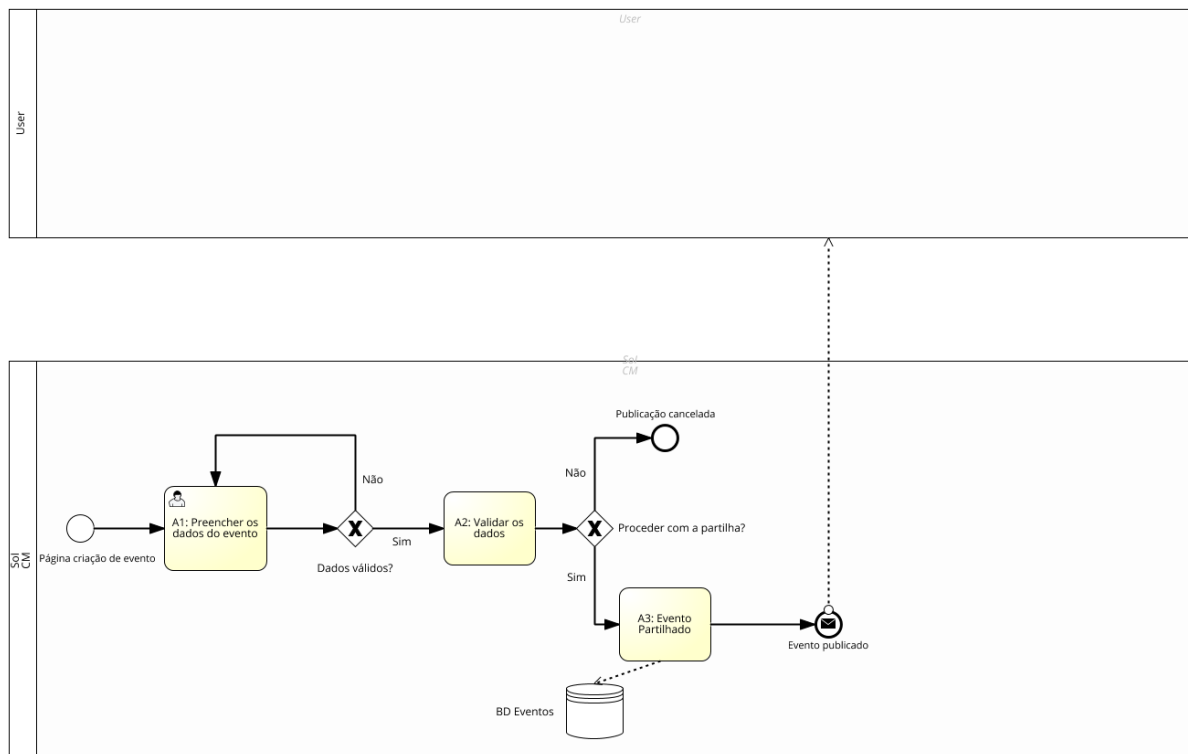 User
User
Sol
CM
Sol
CM
Publicação cancelada
Não
Não
A1: Preencher os
dados do evento
A2: Validar os
dados
Proceder com a partilha?
Sim
Página criação de evento
Dados válidos?
Sim
A3: Evento
Partilhado
Evento publicado
BD Eventos